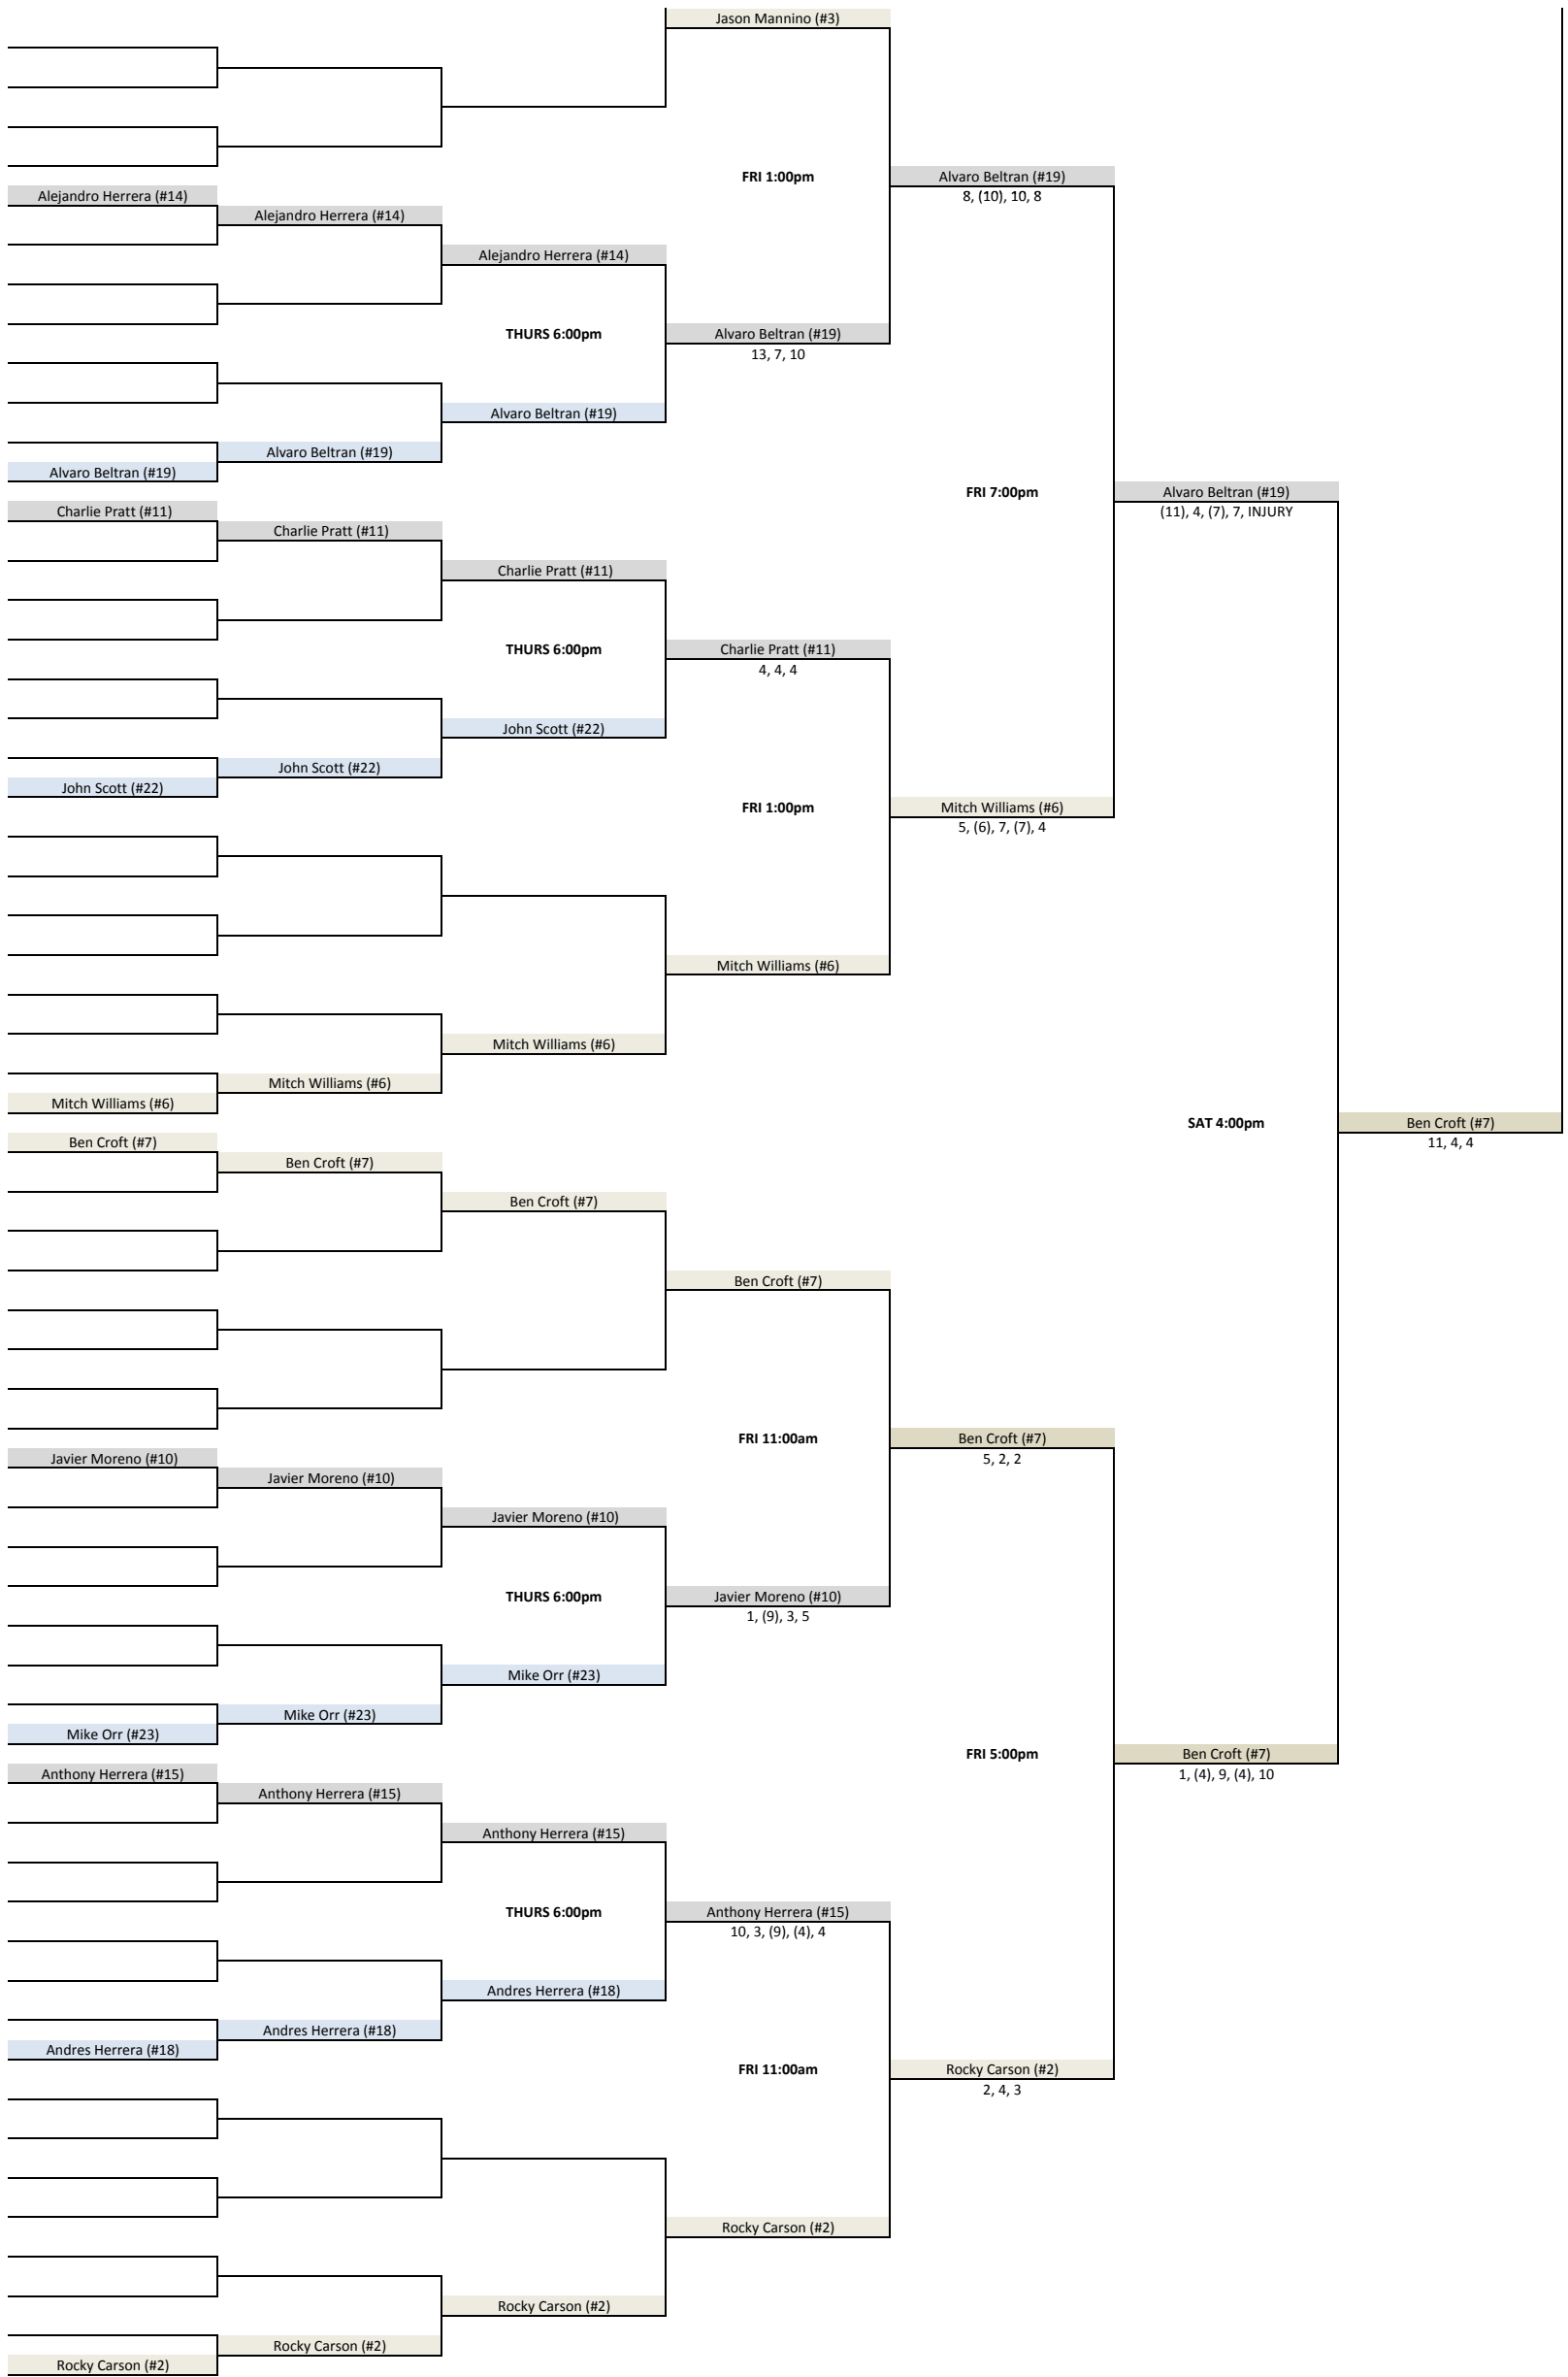 Jason Mannino (#3)
FRI 1:00pm
Alvaro Beltran (#19)
Alejandro Herrera (#14)
8, (10), 10, 8
Alejandro Herrera (#14)
Alejandro Herrera (#14)
THURS 6:00pm
Alvaro Beltran (#19)
13, 7, 10
Alvaro Beltran (#19)
Alvaro Beltran (#19)
Alvaro Beltran (#19)
FRI 7:00pm
Alvaro Beltran (#19)
Charlie Pratt (#11)
(11), 4, (7), 7, INJURY
Charlie Pratt (#11)
Charlie Pratt (#11)
THURS 6:00pm
Charlie Pratt (#11)
4, 4, 4
John Scott (#22)
John Scott (#22)
John Scott (#22)
FRI 1:00pm
Mitch Williams (#6)
5, (6), 7, (7), 4
Mitch Williams (#6)
Mitch Williams (#6)
Mitch Williams (#6)
Mitch Williams (#6)
SAT 4:00pm
Ben Croft (#7)
Ben Croft (#7)
11, 4, 4
Ben Croft (#7)
Ben Croft (#7)
Ben Croft (#7)
FRI 11:00am
Ben Croft (#7)
Javier Moreno (#10)
5, 2, 2
Javier Moreno (#10)
Javier Moreno (#10)
THURS 6:00pm
Javier Moreno (#10)
1, (9), 3, 5
Mike Orr (#23)
Mike Orr (#23)
Mike Orr (#23)
FRI 5:00pm
Ben Croft (#7)
Anthony Herrera (#15)
1, (4), 9, (4), 10
Anthony Herrera (#15)
Anthony Herrera (#15)
THURS 6:00pm
Anthony Herrera (#15)
10, 3, (9), (4), 4
Andres Herrera (#18)
Andres Herrera (#18)
Andres Herrera (#18)
FRI 11:00am
Rocky Carson (#2)
2, 4, 3
Rocky Carson (#2)
Rocky Carson (#2)
Rocky Carson (#2)
Rocky Carson (#2)